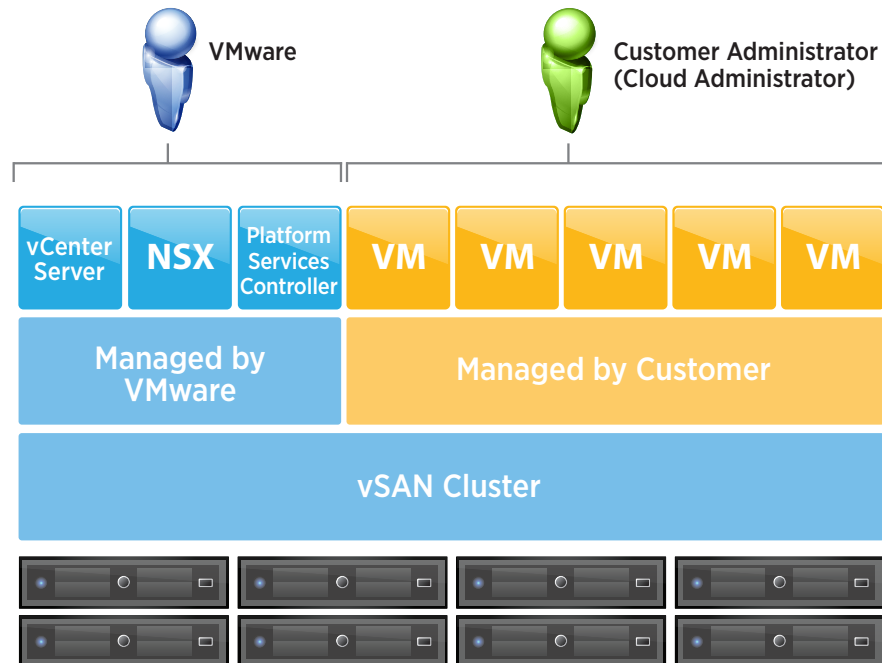 VMware
Customer Administrator
(Cloud Administrator)
vCenter
Server
NSX
Platform
Services
Controller
VM
VM
VM
VM
VM
Managed by
VMware
Managed by Customer
vSAN Cluster